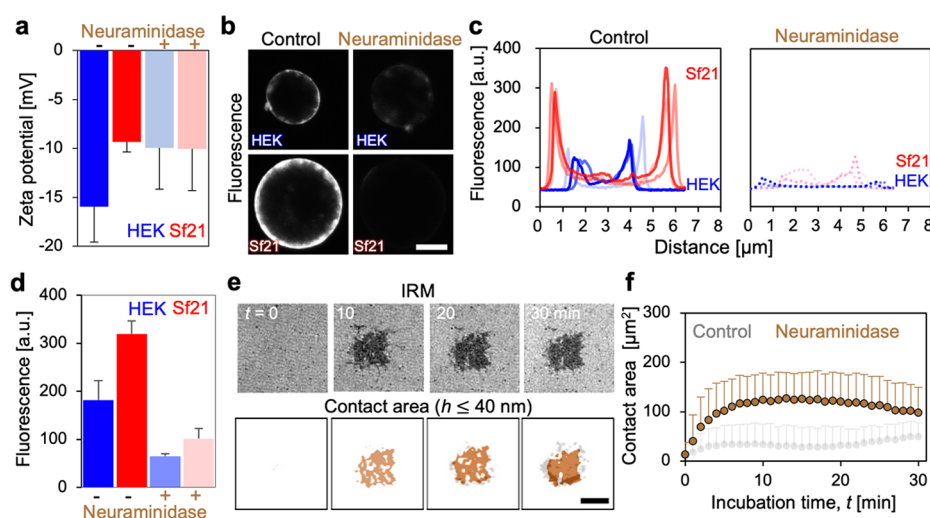 a
Neuraminidase
- - + +
0
-5
-10
-15
-20
Zeta potential [mV]
HEK Sf21
b
Control Neuraminidase
Fluorescence
HEK HEK
Sf21 Sf21
c
Control Neuraminidase
Fluorescence [a.u.]
400
300
200
100
0
Sf21
HEK
Sf21
HEK
0 1 2 3 4 5 6 7 8 0 1 2 3 4 5 6 7 8
Distance [µm]
d
Fluorescence [a.u.]
400
300
200
100
0
HEK Sf21
- - + +
Neuraminidase
e
IRM
t = 0 10 20 30 min
Contact area (h ≤ 40 nm)
f
Contact area [µm²]
300
200
100
0
Control Neuraminidase
0 10 20 30
Incubation time, t [min]